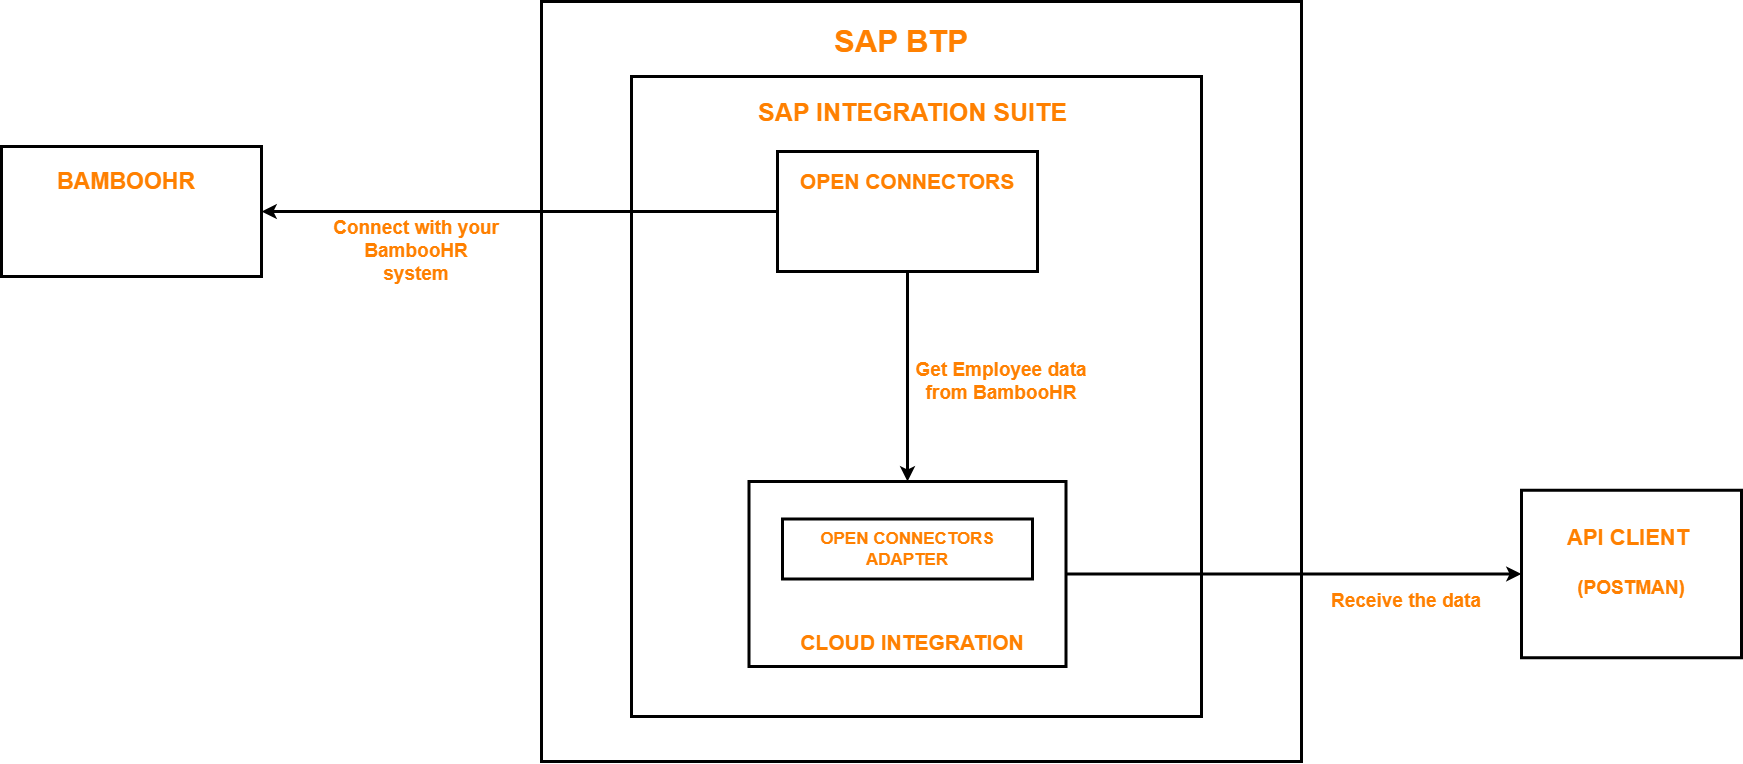 SAP BTP
SAP INTEGRATION SUITE
BAMBOOHR
OPEN CONNECTORS
Connect with your
BambooHR
system
Get Employee data
from BambooHR
OPEN CONNECTORS
ADAPTER
CLOUD INTEGRATION
API CLIENT
(POSTMAN)
Receive the data